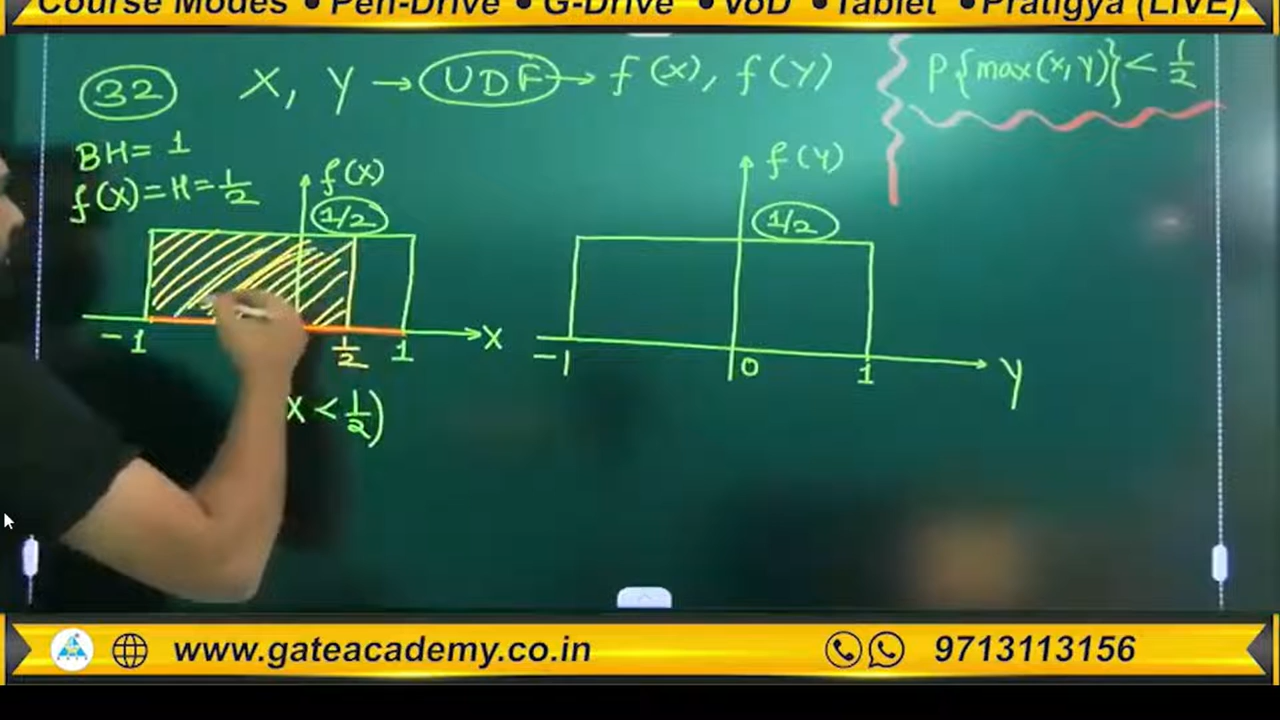 Course Modes • Pen-Drive • G-Drive • VoD • Tablet • Pratigya (LIVE)
32 X, Y → UDF → f(x), f(Y)
P{max(x, y)} < 1/2
BH = 1
f(x) = H = 1/2
f(x)
1/2
-1 1/2 1 X
X < 1/2)
f(Y)
1/2
-1 0 1 Y
www.gateacademy.co.in 9713113156